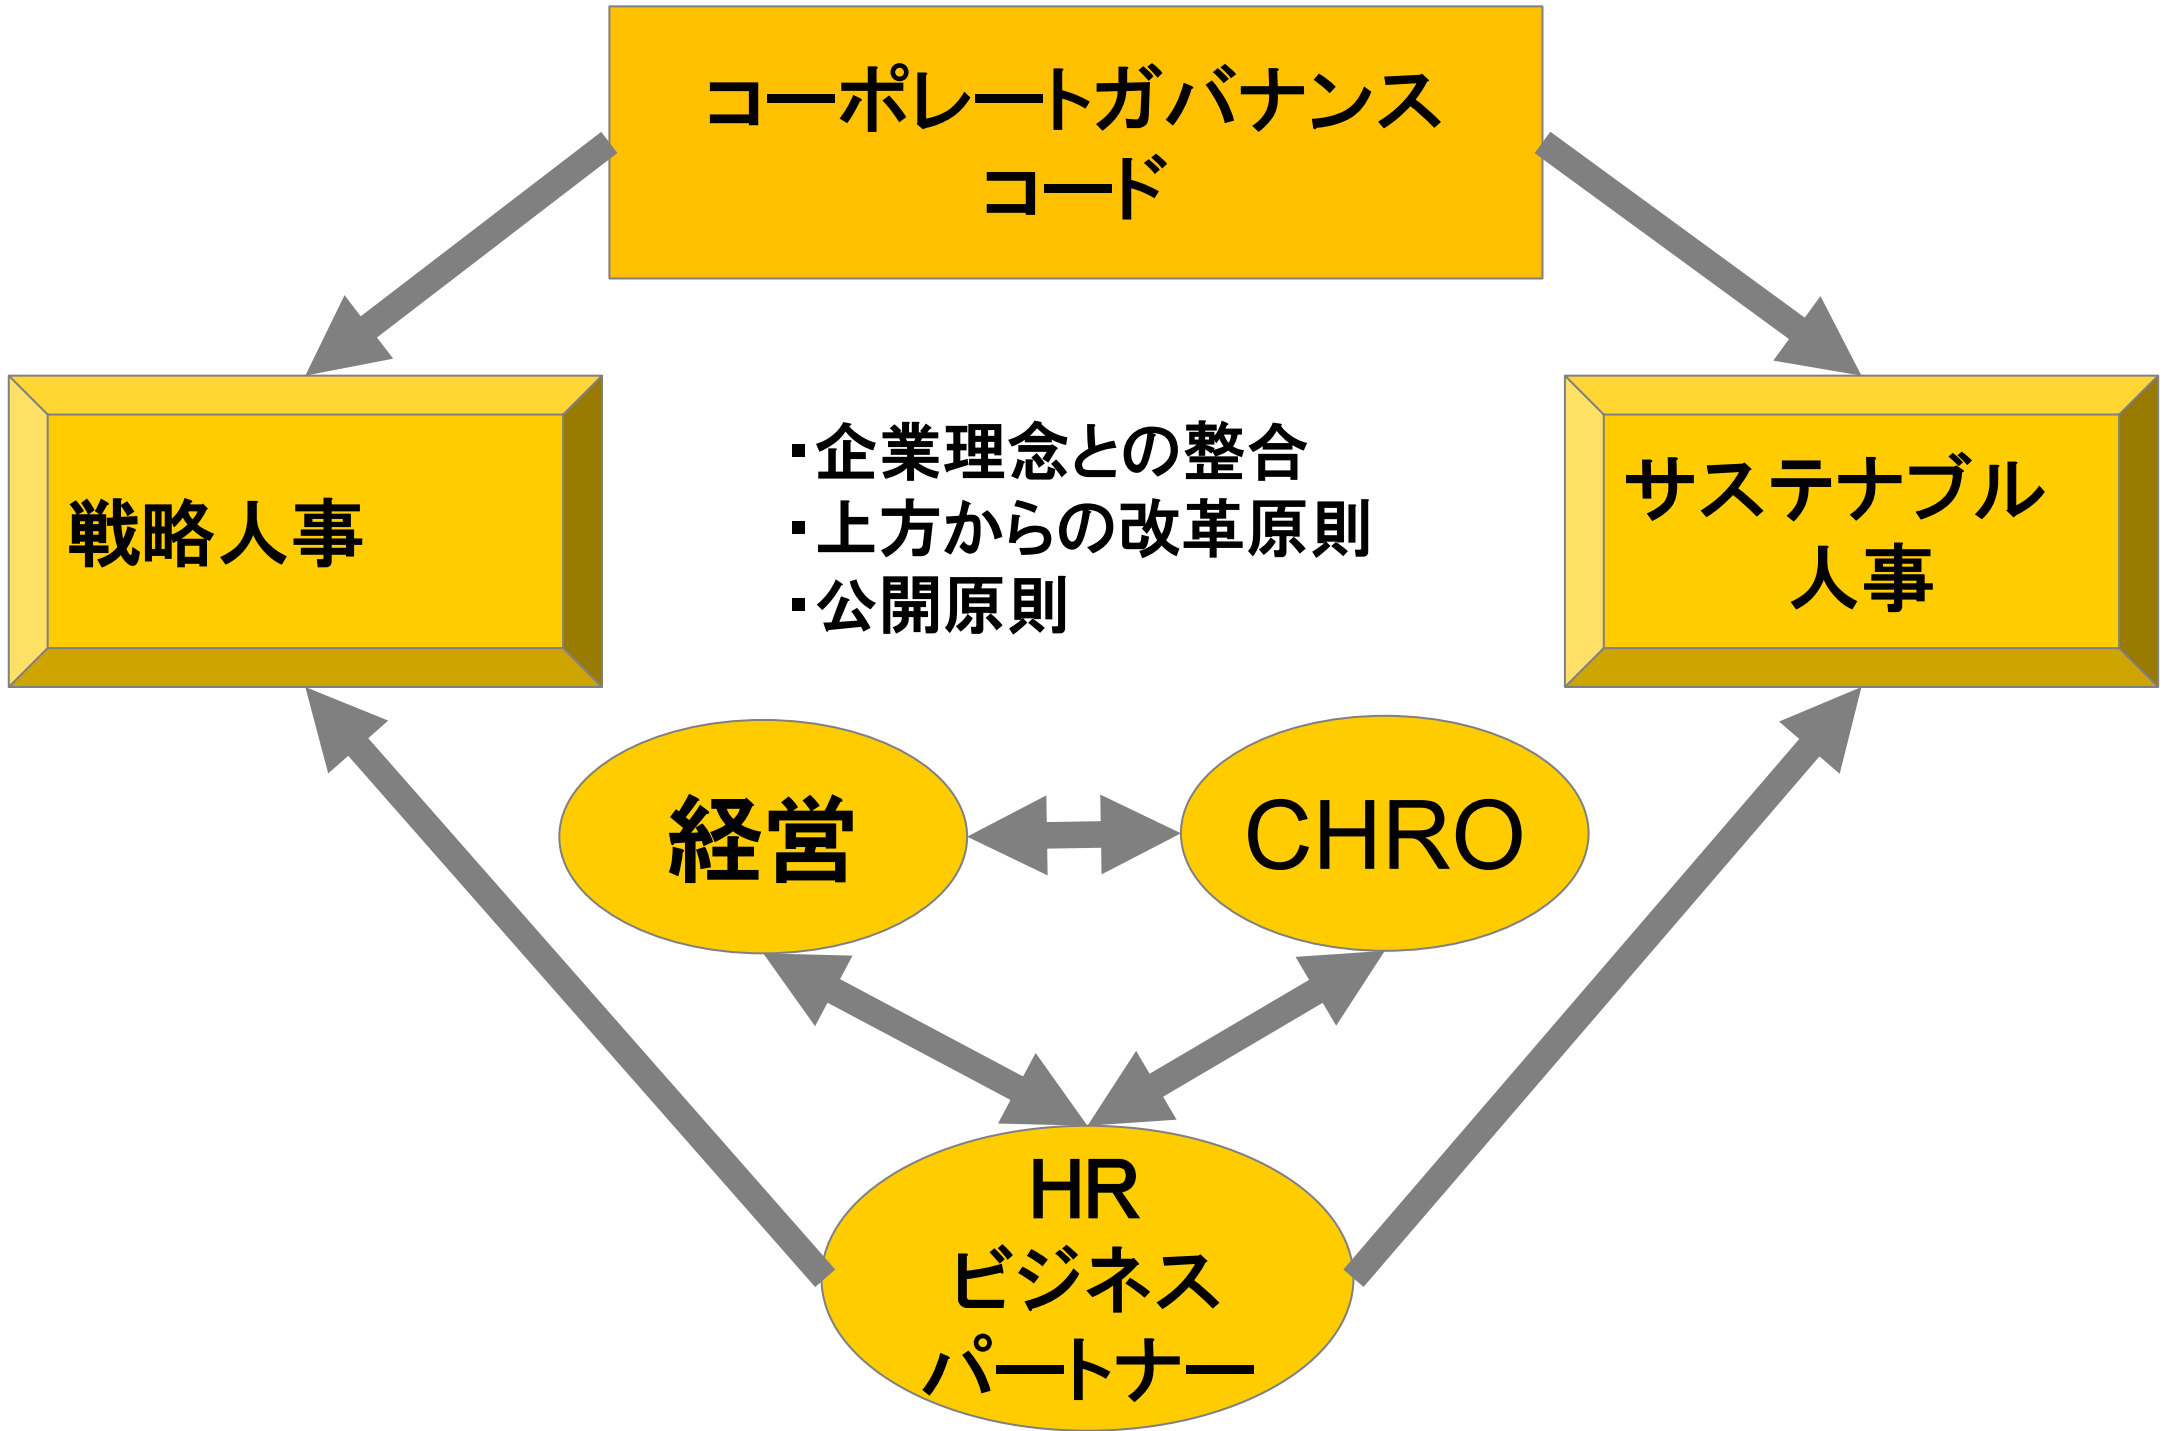 コーポレートガバナンス
コード
戦略人事
・企業理念との整合
・上方からの改革原則
・公開原則
サステナブル
人事
経営
CHRO
HR
ビジネス
パートナー